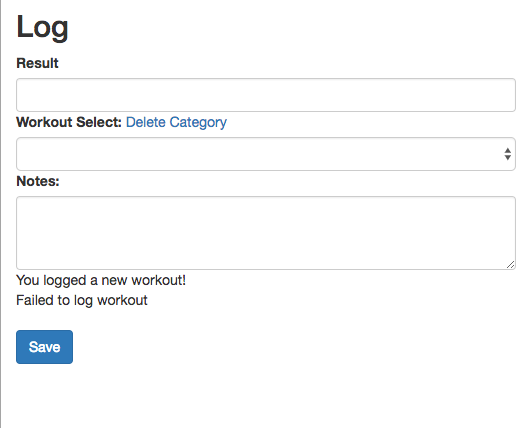 Log
Result
Workout Select: Delete Category
Notes:
You logged a new workout!
Failed to log workout
Save